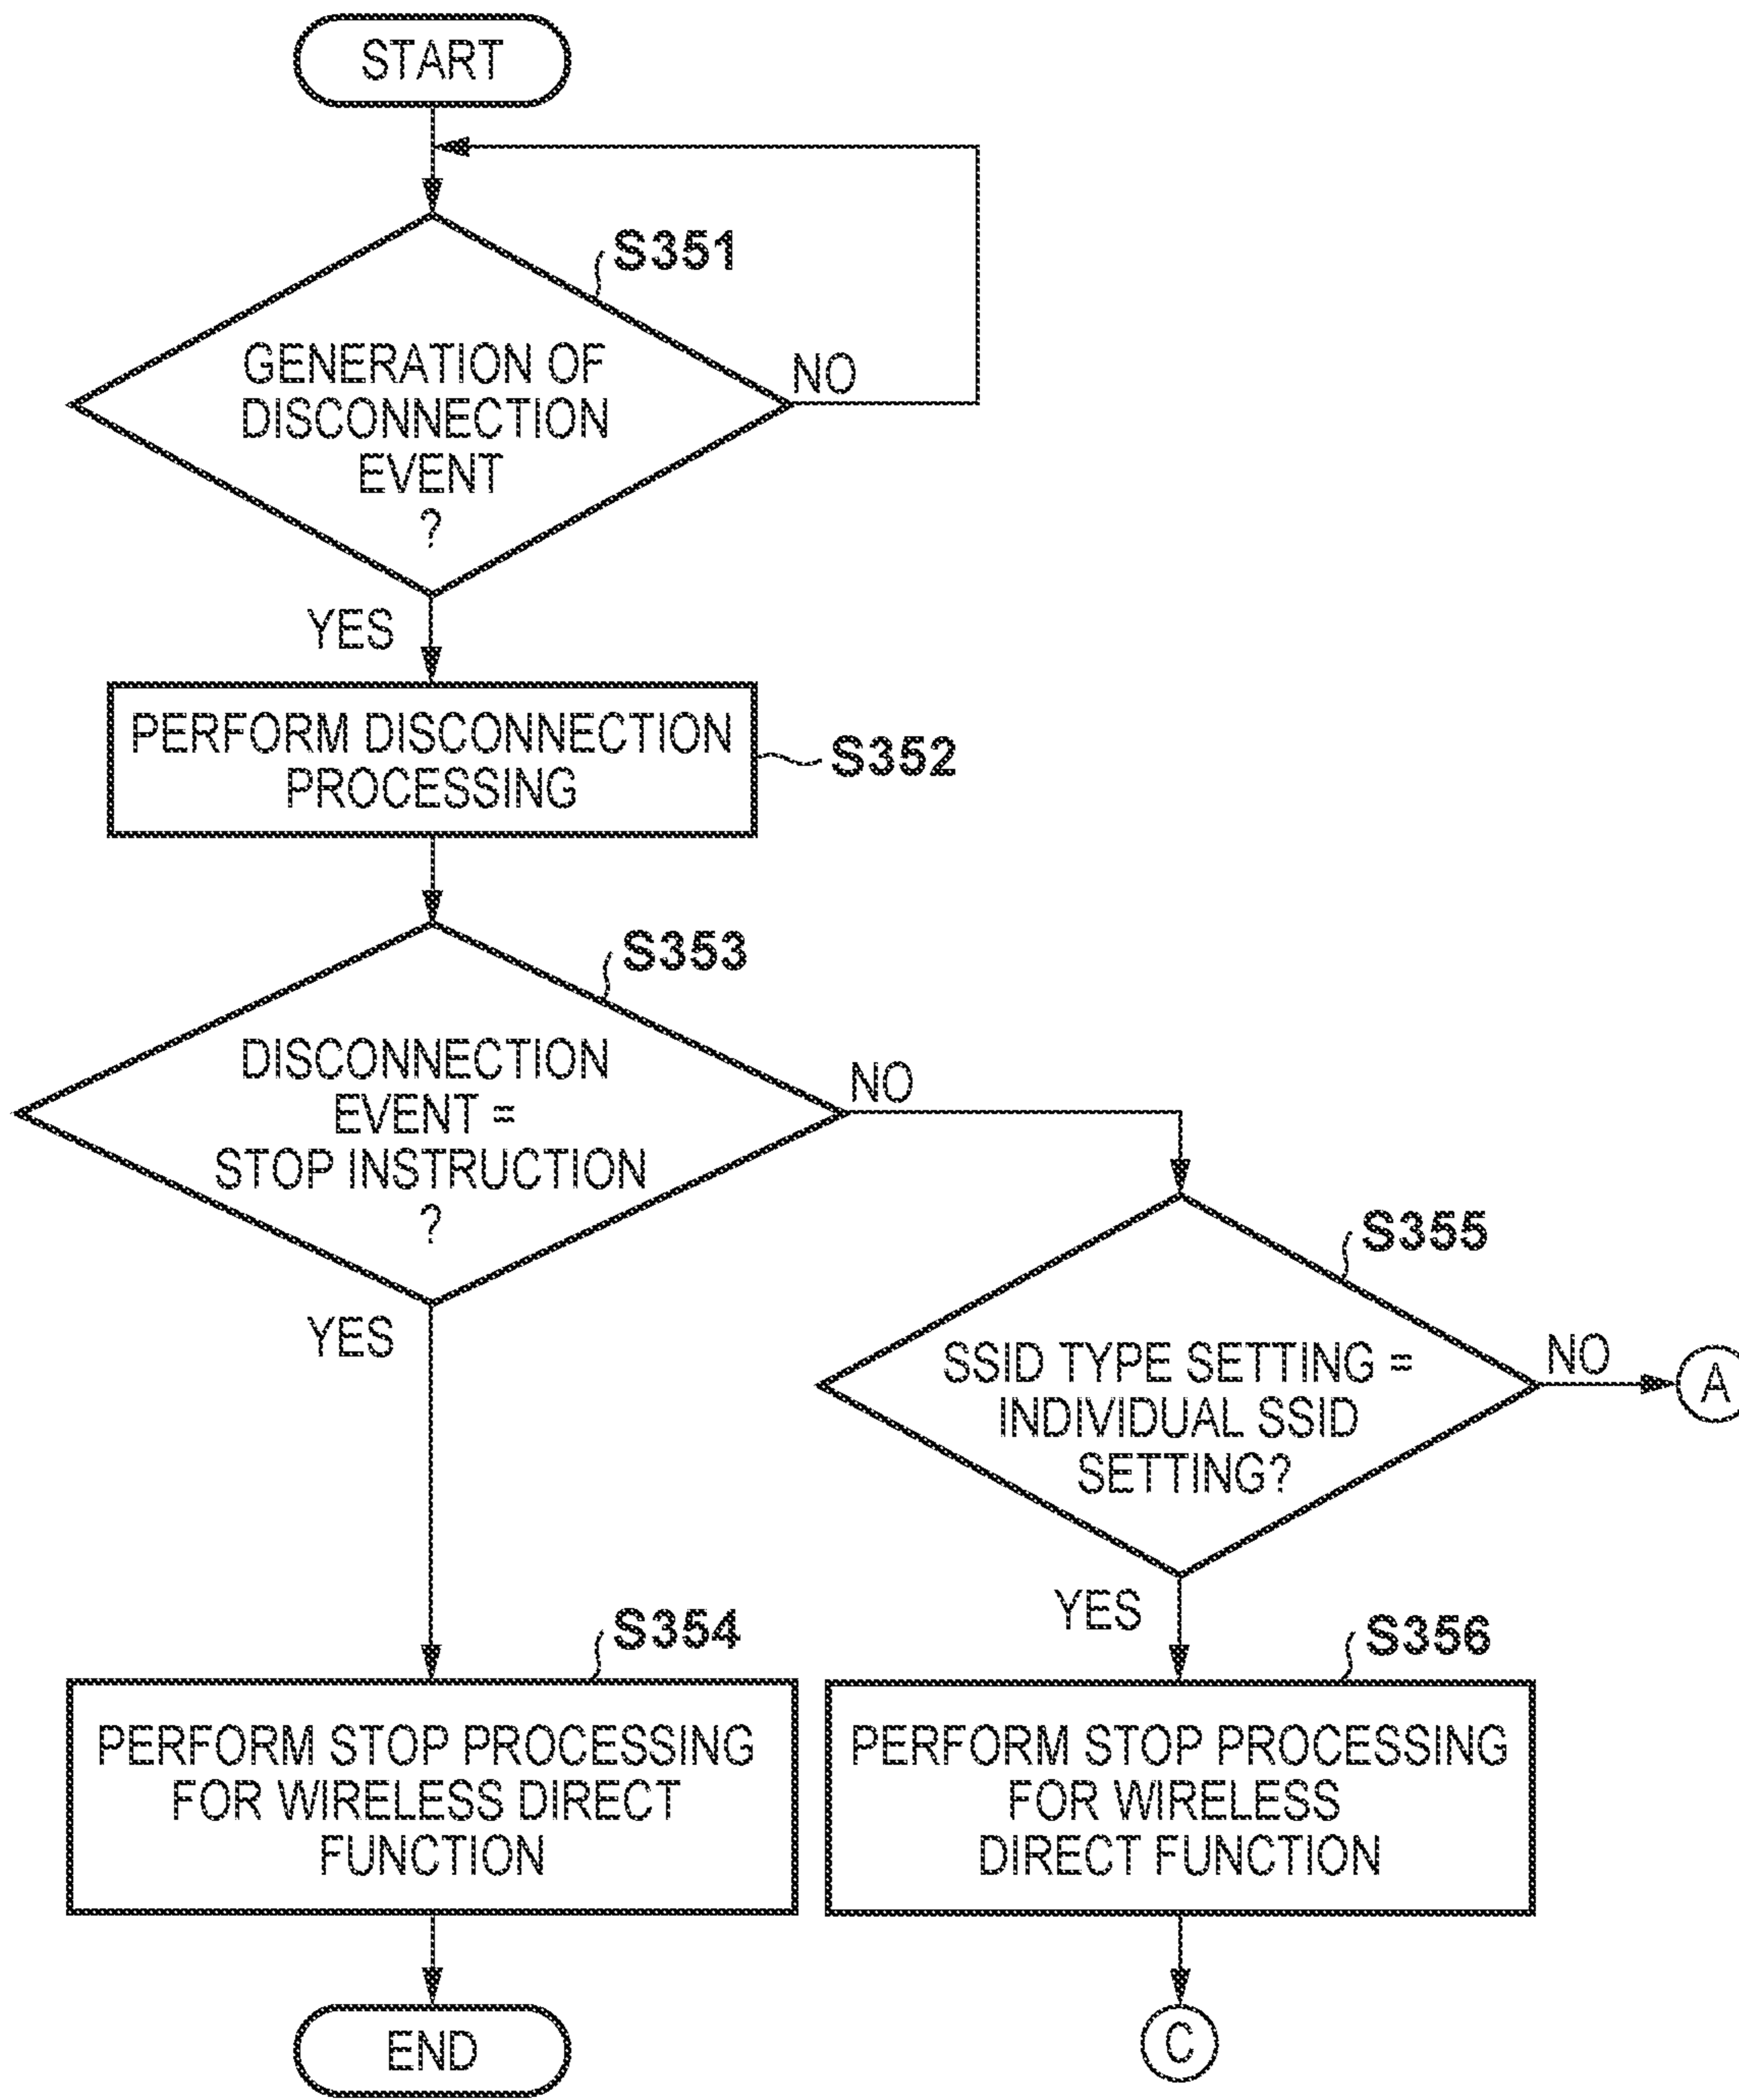 START
S351
GENERATION OF
DISCONNECTION
EVENT
?
NO
YES
PERFORM DISCONNECTION
PROCESSING
S352
S353
DISCONNECTION
EVENT =
STOP INSTRUCTION
?
NO
YES
S355
SSID TYPE SETTING =
INDIVIDUAL SSID
SETTING?
NO
A
YES
S354
PERFORM STOP PROCESSING
FOR WIRELESS DIRECT
FUNCTION
S356
PERFORM STOP PROCESSING
FOR WIRELESS
DIRECT FUNCTION
END
C